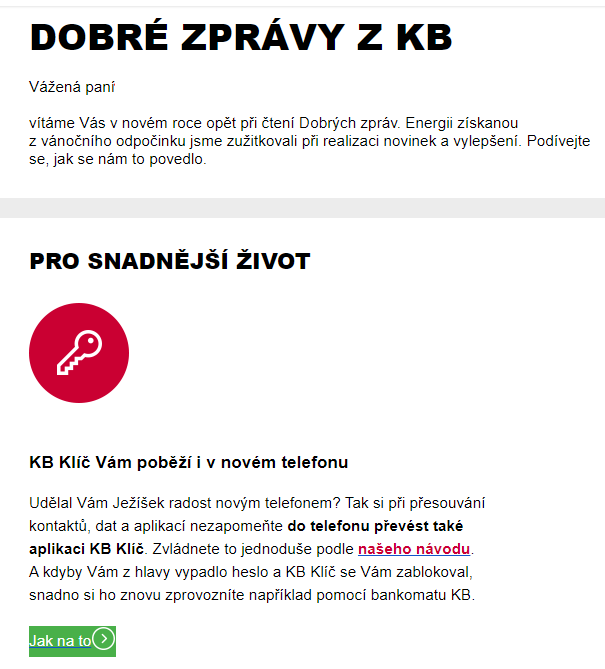 DOBRÉ ZPRÁVY Z KB
Vážená paní
vítáme Vás v novém roce opět při čtení Dobrých zpráv. Energii získanou
z vánočního odpočinku jsme zužitkovali při realizaci novinek a vylepšení. Podívejte
se, jak se nám to povedlo.
PRO SNADNĚJŠÍ ŽIVOT
KB Klíč Vám poběží i v novém telefonu
Udělal Vám Ježíšek radost novým telefonem? Tak si při přesouvání
kontaktů, dat a aplikací nezapomeňte do telefonu převést také
aplikaci KB Klíč. Zvládnete to jednoduše podle našeho návodu.
A kdyby Vám z hlavy vypadlo heslo a KB Klíč se Vám zablokoval,
snadno si ho znovu zprovozníte například pomocí bankomatu KB.
Jak na to